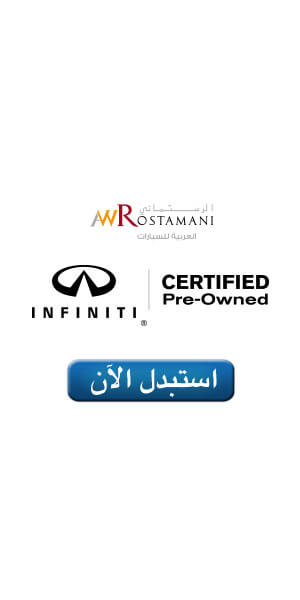 الرستماني
AWROSTAMANI
العربية للسيارات
INFINITI®
CERTIFIED
Pre-Owned
استبدل الآن